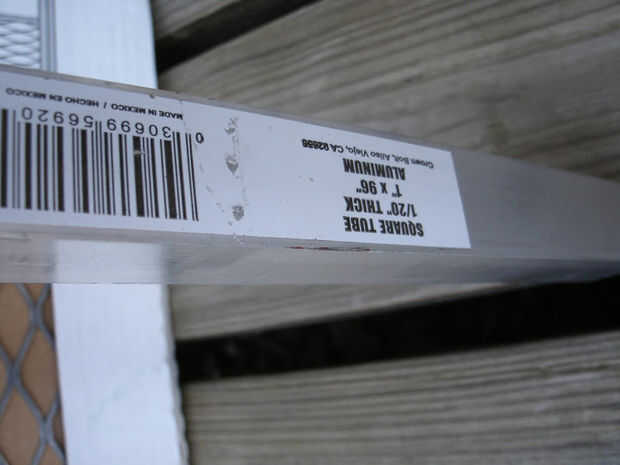 SQUARE TUBE
1/20" THICK
1" X 96"
ALUMINUM
Crown Bolt, Aliso Viejo, CA 92656
0 30699 56920
MADE IN MEXICO / HECHO EN MEXICO